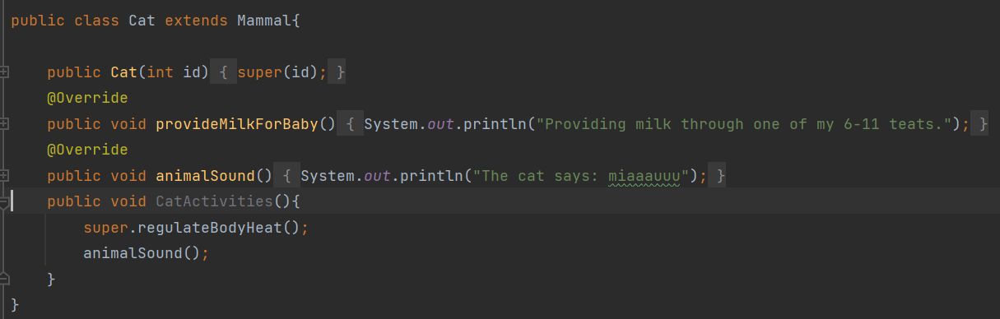 public class Cat extends Mammal{
public Cat(int id) { super(id); }
@Override
public void provideMilkForBaby() { System.out.println("Providing milk through one of my 6-11 teats."); }
@Override
public void animalSound() { System.out.println("The cat says: miaaauuu"); }
public void CatActivities(){
super.regulateBodyHeat();
animalSound();
}
}